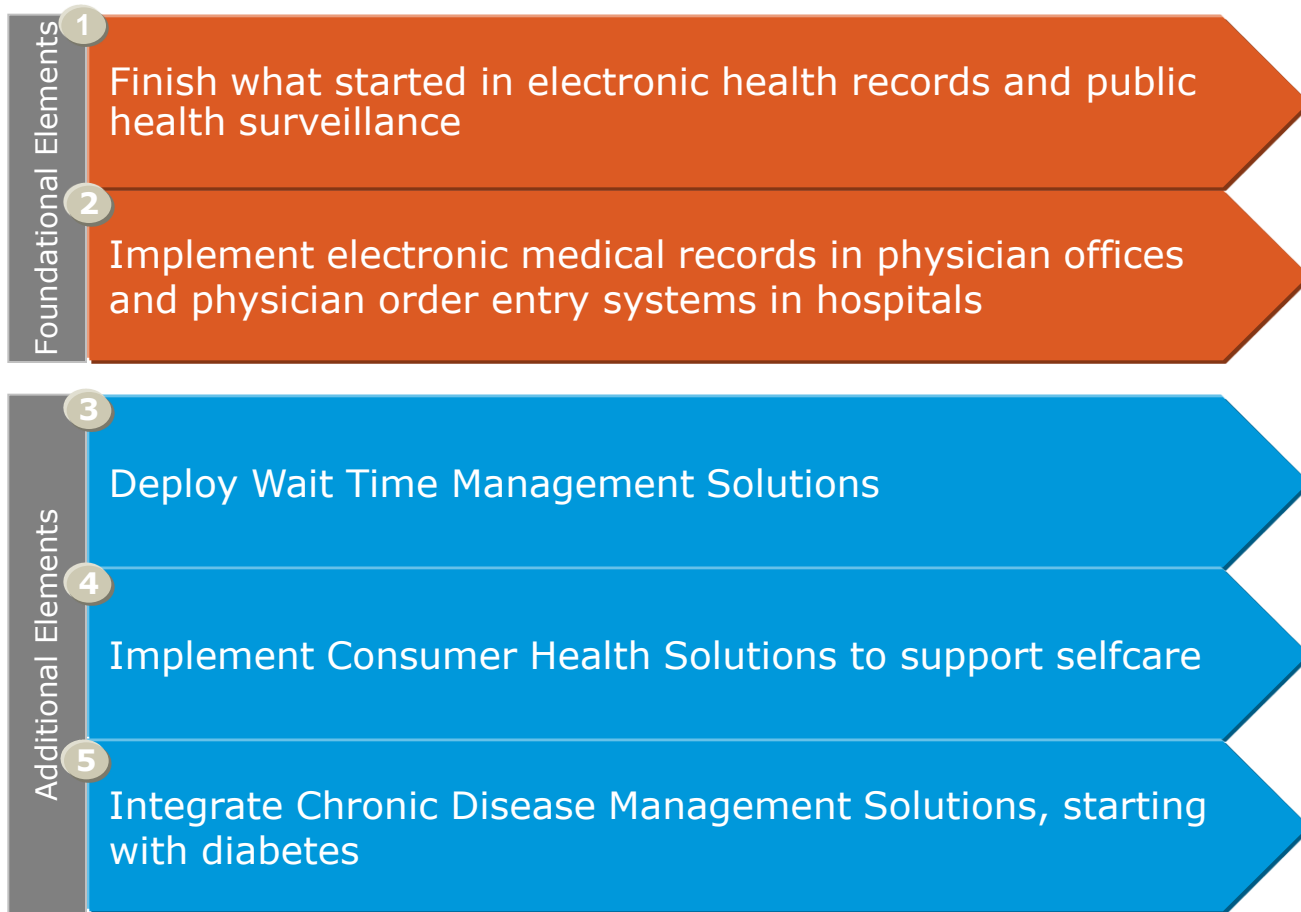 Foundational Elements
1
Finish what started in electronic health records and public
health surveillance
2
Implement electronic medical records in physician offices
and physician order entry systems in hospitals
Additional Elements
3
Deploy Wait Time Management Solutions
4
Implement Consumer Health Solutions to support selfcare
5
Integrate Chronic Disease Management Solutions, starting
with diabetes